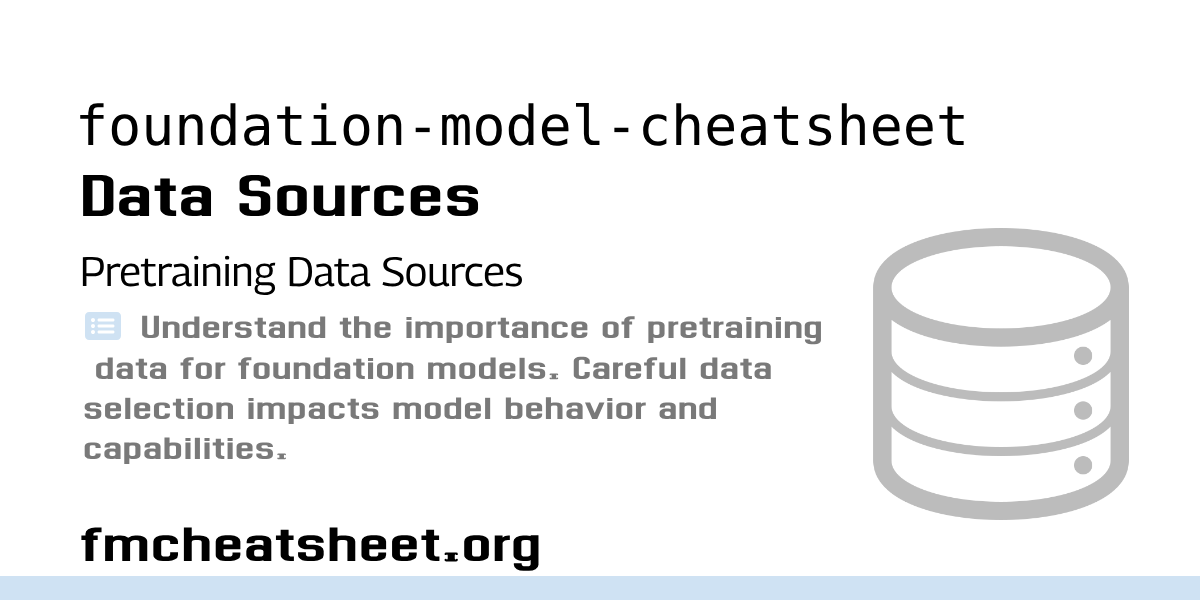 foundation-model-cheatsheet
Data Sources
Pretraining Data Sources
Understand the importance of pretraining
data for foundation models. Careful data
selection impacts model behavior and
capabilities.
fmcheatsheet.org